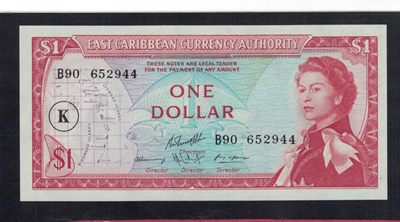 $1 EAST CARIBBEAN CURRENCY AUTHORITY $1
THESE NOTES ARE LEGAL TENDER
FOR THE PAYMENT OF ANY AMOUNT
B90 652944
K
ONE
DOLLAR
B90 652944
Chairman
$1
Director Director Director